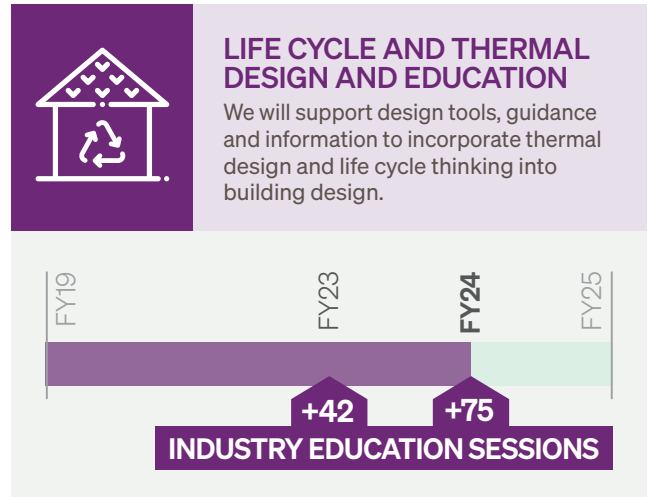 LIFE CYCLE AND THERMAL
DESIGN AND EDUCATION
We will support design tools, guidance
and information to incorporate thermal
design and life cycle thinking into
building design.
FY19
FY23
FY24
FY25
+42
+75
INDUSTRY EDUCATION SESSIONS